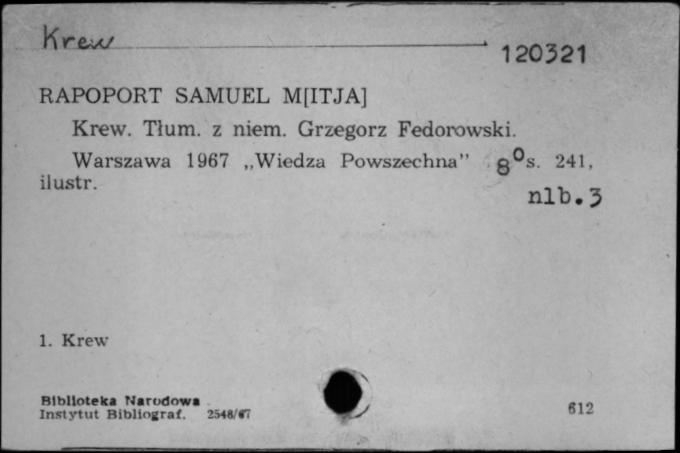 Krew
120321
RAPOPORT SAMUEL M[ITJA]
Krew. Tłum. z niem. Grzegorz Fedorowski.
Warszawa 1967 „Wiedza Powszechna” 8⁰ s. 241,
ilustr.
nlb. 3
1. Krew
Biblioteka Narodowa
Instytut Bibliograf. 2548/67
612